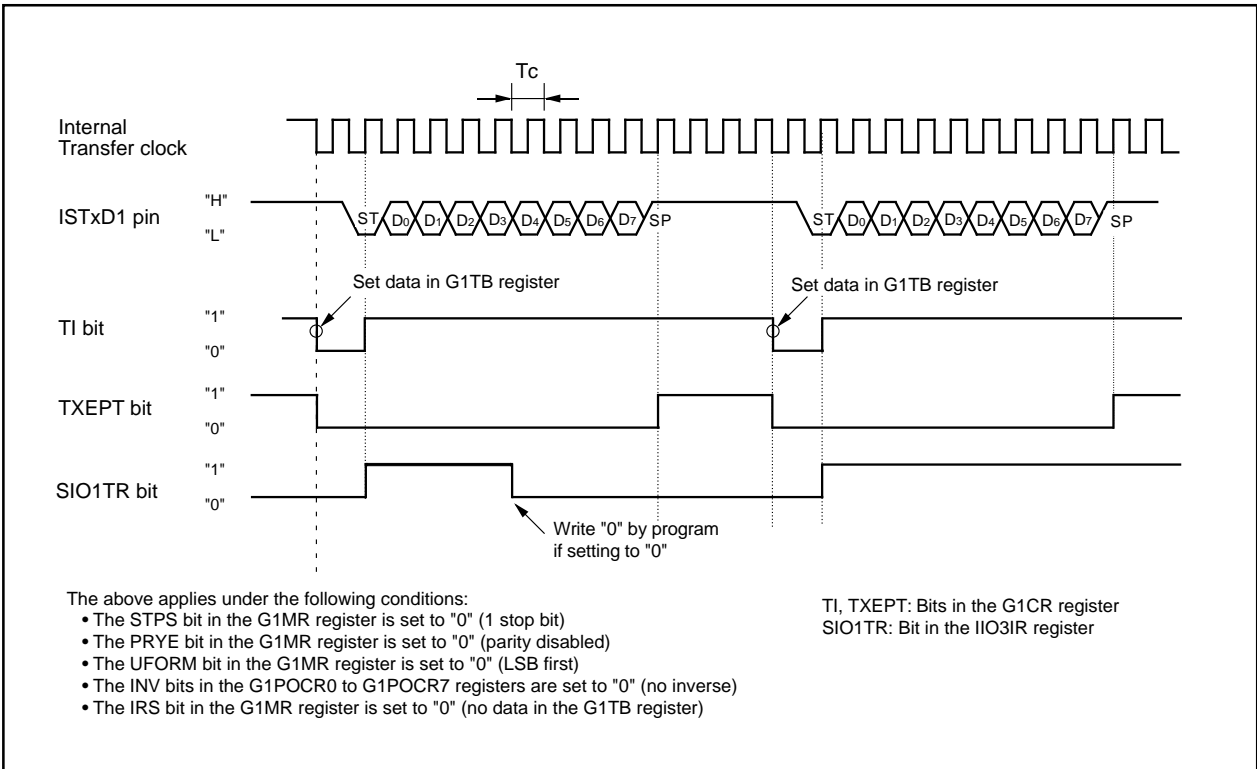 Tc
Internal
Transfer clock
ISTxD1 pin
"H"
"L"
ST D0 D1 D2 D3 D4 D5 D6 D7 SP
ST D0 D1 D2 D3 D4 D5 D6 D7 SP
Set data in G1TB register
Set data in G1TB register
TI bit
"1"
"0"
TXEPT bit
"1"
"0"
SIO1TR bit
"1"
"0"
Write "0" by program
if setting to "0"
The above applies under the following conditions:
• The STPS bit in the G1MR register is set to "0" (1 stop bit)
• The PRYE bit in the G1MR register is set to "0" (parity disabled)
• The UFORM bit in the G1MR register is set to "0" (LSB first)
• The INV bits in the G1POCR0 to G1POCR7 registers are set to "0" (no inverse)
• The IRS bit in the G1MR register is set to "0" (no data in the G1TB register)
TI, TXEPT: Bits in the G1CR register
SIO1TR: Bit in the IIO3IR register